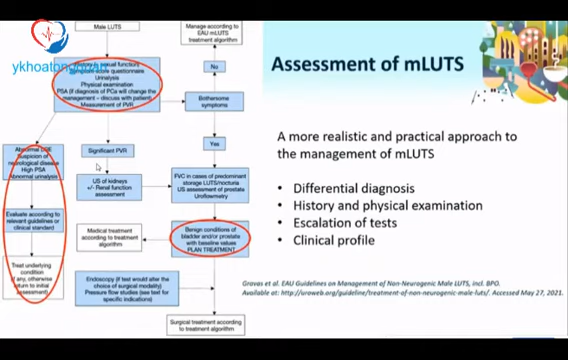 Male LUTS
Manage according to
EAU mLUTS
treatment algorithm
ykhoatongquan
symptom score questionnaire
Urinalysis
Physical examination
PSA (if diagnosis of PCa will change the
management – discuss with patient)
Measurement of PVR
No
Bothersome
symptoms
Yes
Abnormal DRE
Suspicion of
neurological disease
High PSA
Abnormal urinalysis
Significant PVR
US of kidneys
+/- Renal function
assessment
FVC in cases of predominant
storage LUTS/nocturia
US assessment of prostate
Uroflowmetry
Evaluate according to
relevant guidelines or
clinical standard
Medical treatment
according to treatment
algorithm
Benign conditions of
bladder and/or prostate
with baseline values
PLAN TREATMENT
Treat underlying
condition
(if any, otherwise
return to initial
assessment)
Endoscopy (if test would alter the
choice of surgical modality)
Pressure flow studies (see text for
specific indications)
Surgical treatment according
to treatment algorithm
Assessment of mLUTS
A more realistic and practical approach to
the management of mLUTS
• Differential diagnosis
• History and physical examination
• Escalation of tests
• Clinical profile
Gravas et al. EAU Guidelines on Management of Non-Neurogenic Male LUTS, incl. BPO.
Available at: http://uroweb.org/guideline/treatment-of-non-neurogenic-male-luts/. Accessed May 27, 2021.